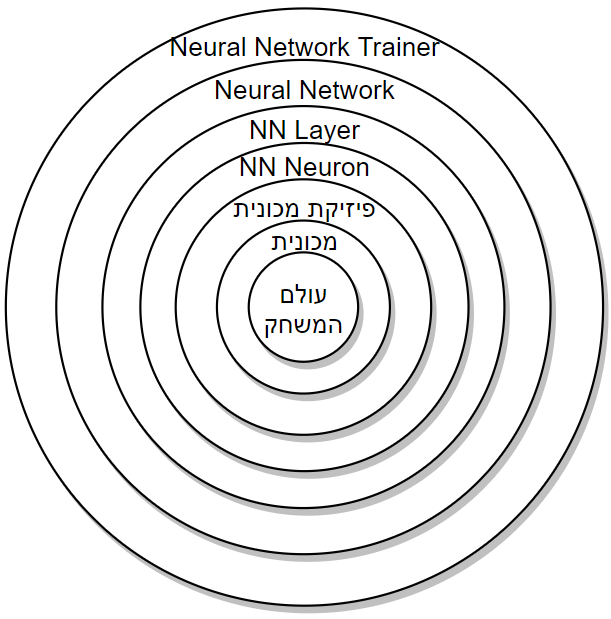 Neural Network Trainer
Neural Network
NN Layer
NN Neuron
פיזיקת מכונית
מכונית
עולם
המשחק